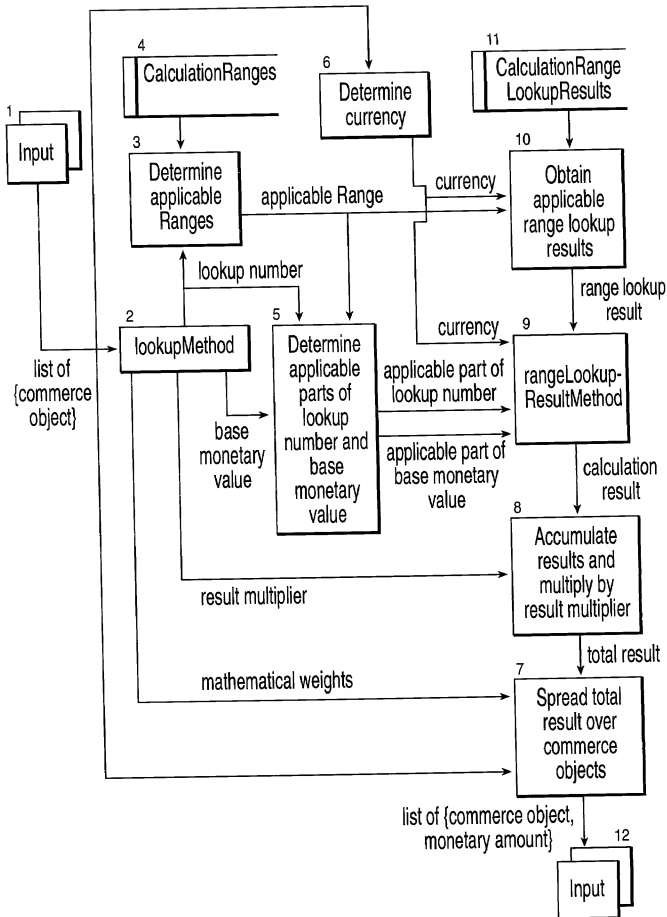 4
CalculationRanges
6
Determine
currency
11
CalculationRange
LookupResults
1
Input
3
Determine
applicable
Ranges
applicable Range
currency
10
Obtain
applicable
range lookup
results
lookup number
range lookup
result
2
lookupMethod
list of
{commerce
object}
5
Determine
applicable
parts of
lookup
number and
base
monetary
value
base
monetary
value
currency
applicable part of
lookup number
applicable part of
base monetary
value
9
rangeLookup-
ResultMethod
calculation
result
8
Accumulate
results and
multiply by
result multiplier
result multiplier
total result
mathematical weights
7
Spread total
result over
commerce
objects
list of {commerce object,
monetary amount}
12
Input